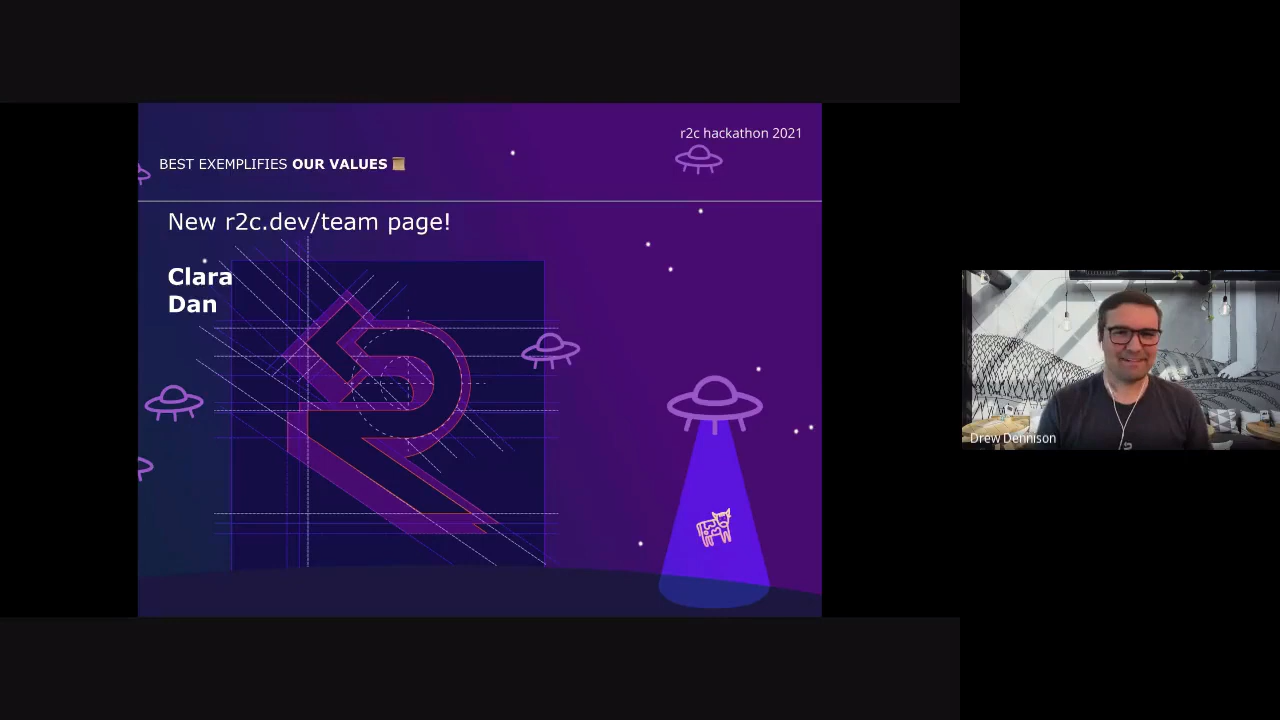 r2c hackathon 2021
BEST EXEMPLIFIES OUR VALUES
New r2c.dev/team page!
Clara
Dan
Drew Dennison